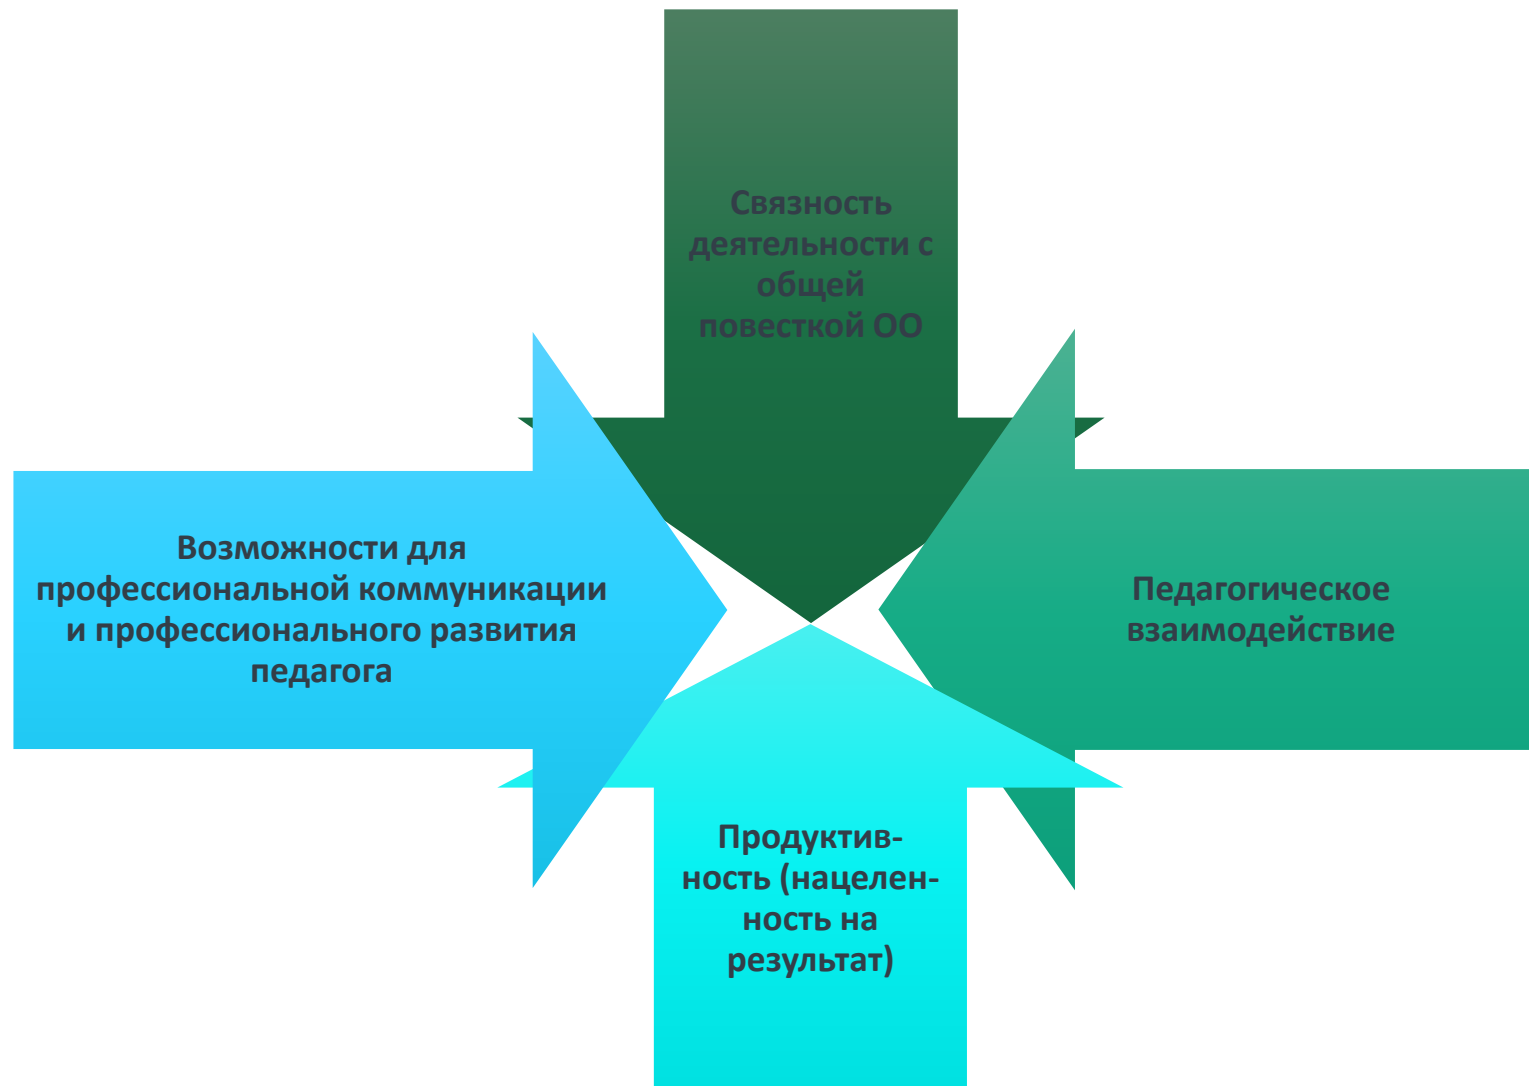 Связность
деятельности с
общей
повесткой ОО
Возможности для
профессиональной коммуникации
и профессионального развития
педагога
Педагогическое
взаимодействие
Продуктив-
ность (нацелен-
ность на
результат)